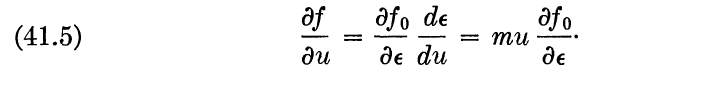 (41.5) ∂f/∂u = ∂f₀/∂ϵ dϵ/du = mu ∂f₀/∂ϵ.